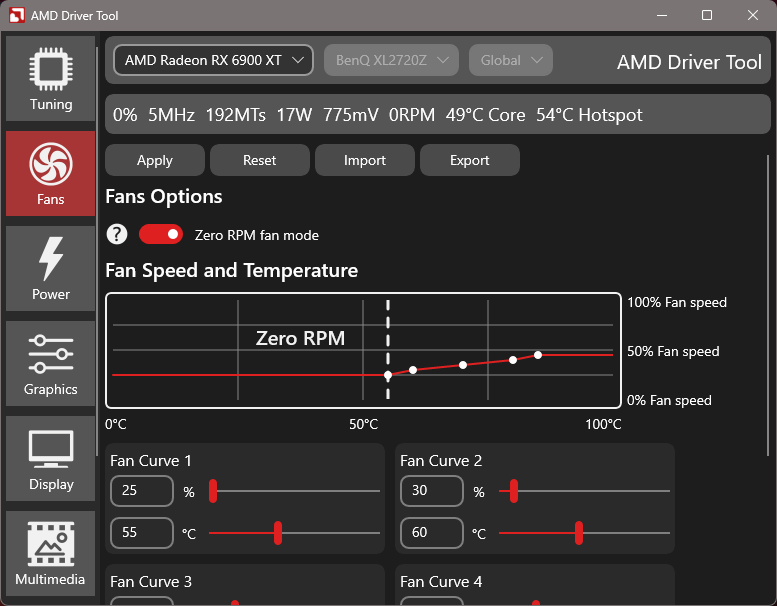 AMD Driver Tool
Tuning
Fans
Power
Graphics
Display
Multimedia
AMD Radeon RX 6900 XT
BenQ XL2720Z
Global
AMD Driver Tool
0% 5MHz 192MTs 17W 775mV 0RPM 49°C Core 54°C Hotspot
Apply
Reset
Import
Export
Fans Options
? Zero RPM fan mode
Fan Speed and Temperature
Zero RPM
100% Fan speed
50% Fan speed
0% Fan speed
0°C 50°C 100°C
Fan Curve 1
25 %
55 °C
Fan Curve 2
30 %
60 °C
Fan Curve 3
Fan Curve 4